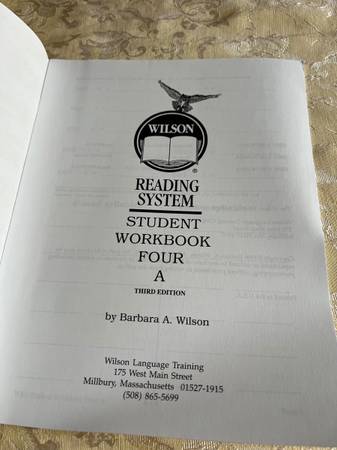 WILSON
®
READING
SYSTEM
STUDENT
WORKBOOK
FOUR
A
THIRD EDITION
by Barbara A. Wilson
Wilson Language Training
175 West Main Street
Millbury, Massachusetts 01527-1915
(508) 865-5699